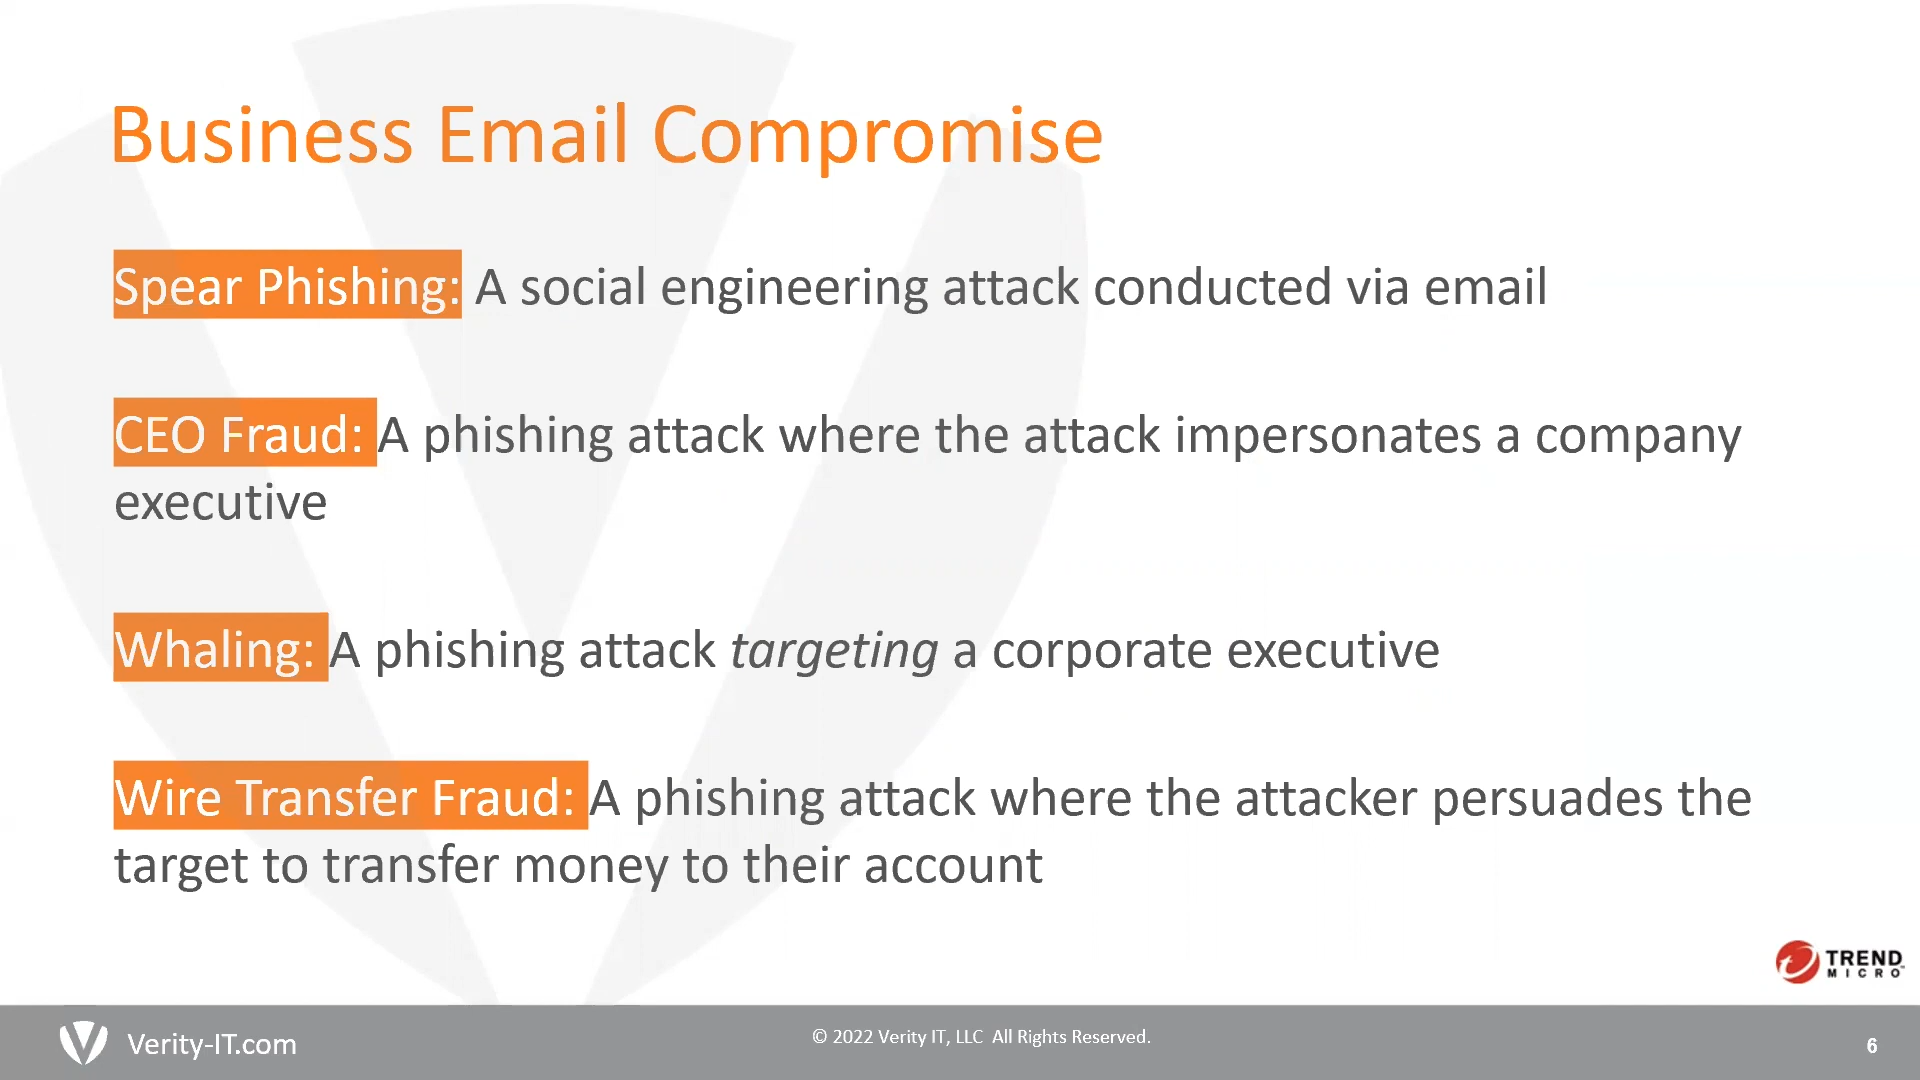 Business Email Compromise
Spear Phishing: A social engineering attack conducted via email
CEO Fraud: A phishing attack where the attack impersonates a company
executive
Whaling: A phishing attack targeting a corporate executive
Wire Transfer Fraud: A phishing attack where the attacker persuades the
target to transfer money to their account
TREND
MICRO
Verity-IT.com
© 2022 Verity IT, LLC All Rights Reserved.
6